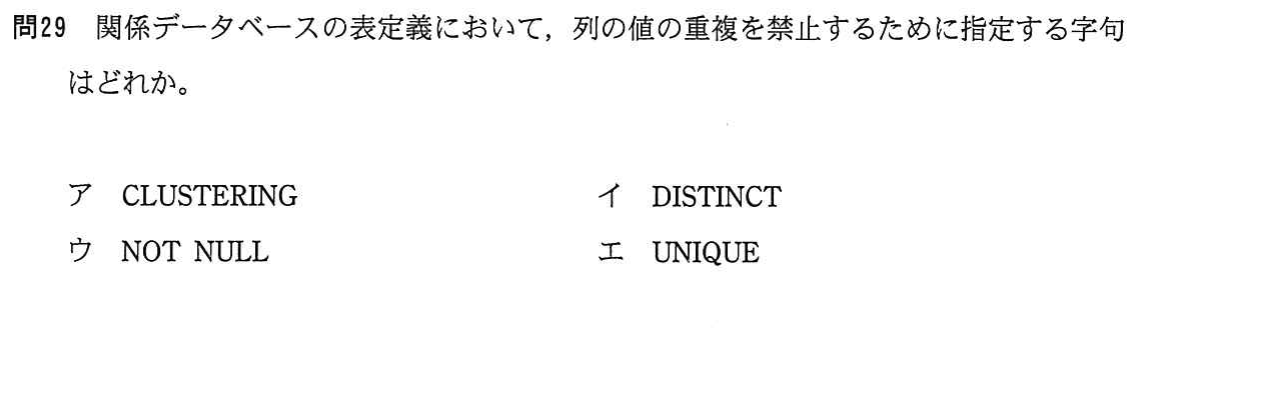 問29 関係データベースの表定義において，列の値の重複を禁止するために指定する字句
はどれか。
ア CLUSTERING イ DISTINCT
ウ NOT NULL エ UNIQUE